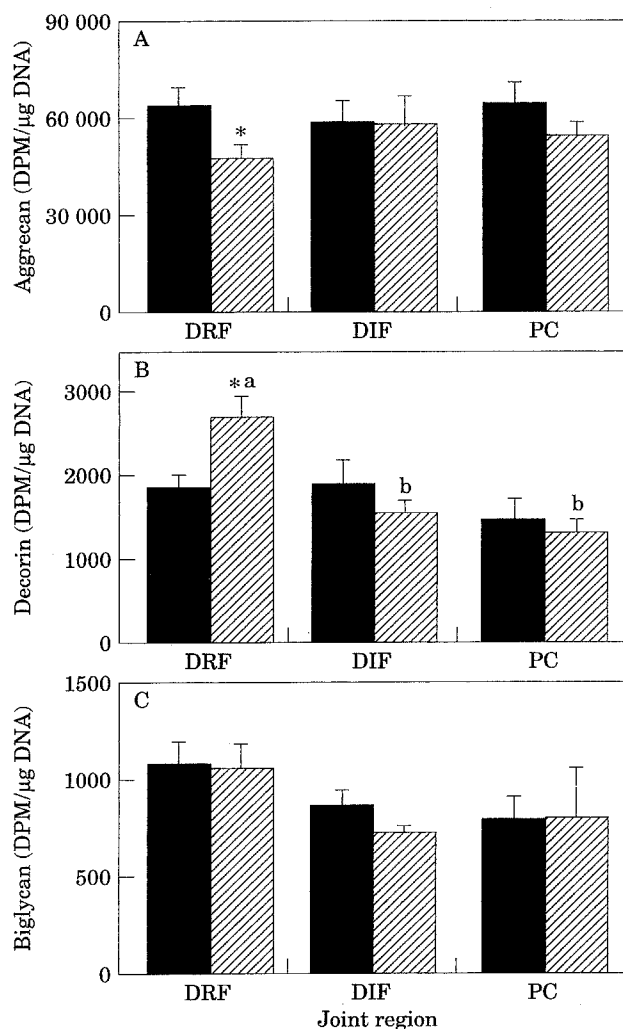 A
Aggrecan (DPM/μg DNA)
90 000
60 000
30 000
0
*
DRF
DIF
PC
B
Decorin (DPM/μg DNA)
3000
2000
1000
0
* a
b
b
DRF
DIF
PC
C
Biglycan (DPM/μg DNA)
1500
1000
500
0
DRF
DIF
PC
Joint region